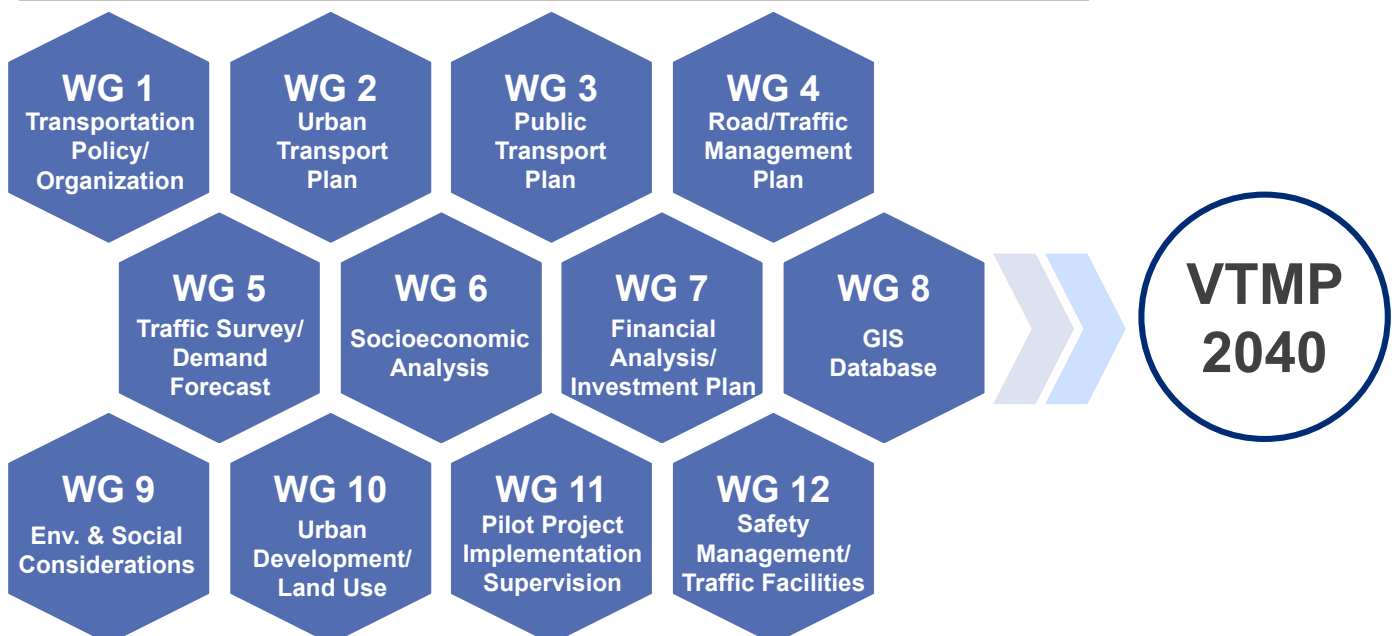 WG 1
Transportation
Policy/
Organization
WG 2
Urban
Transport
Plan
WG 3
Public
Transport
Plan
WG 4
Road/Traffic
Management
Plan
WG 5
Traffic Survey/
Demand
Forecast
WG 6
Socioeconomic
Analysis
WG 7
Financial
Analysis/
Investment Plan
WG 8
GIS
Database
WG 9
Env. & Social
Considerations
WG 10
Urban
Development/
Land Use
WG 11
Pilot Project
Implementation
Supervision
WG 12
Safety
Management/
Traffic Facilities
VTMP
2040